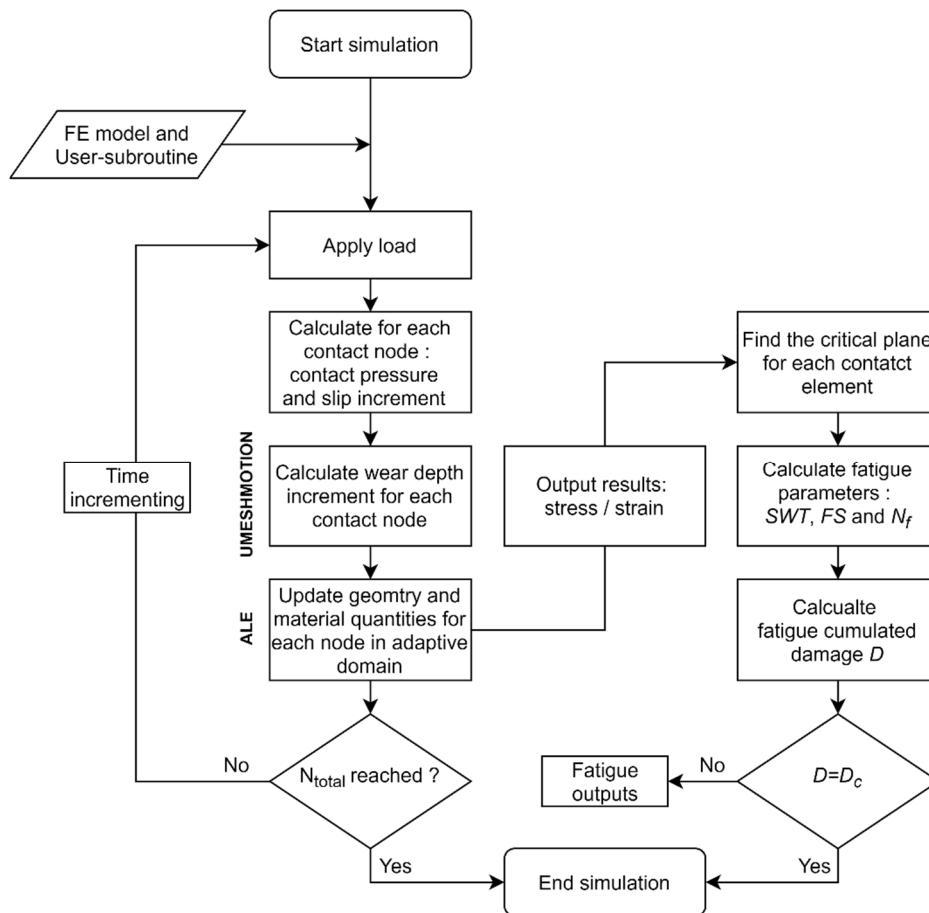 Start simulation
FE model and
User-subroutine
Apply load
Calculate for each
contact node :
contact pressure
and slip increment
UMESHMOTION
Calculate wear depth
increment for each
contact node
Time
incrementing
ALE
Update geomtry and
material quantities for
each node in adaptive
domain
No
Ntotal reached ?
Yes
Output results:
stress / strain
Find the critical plane
for each contatct
element
Calculate fatigue
parameters :
SWT, FS and Nf
Calcualte
fatigue cumulated
damage D
D=Dc
No
Fatigue
outputs
Yes
End simulation